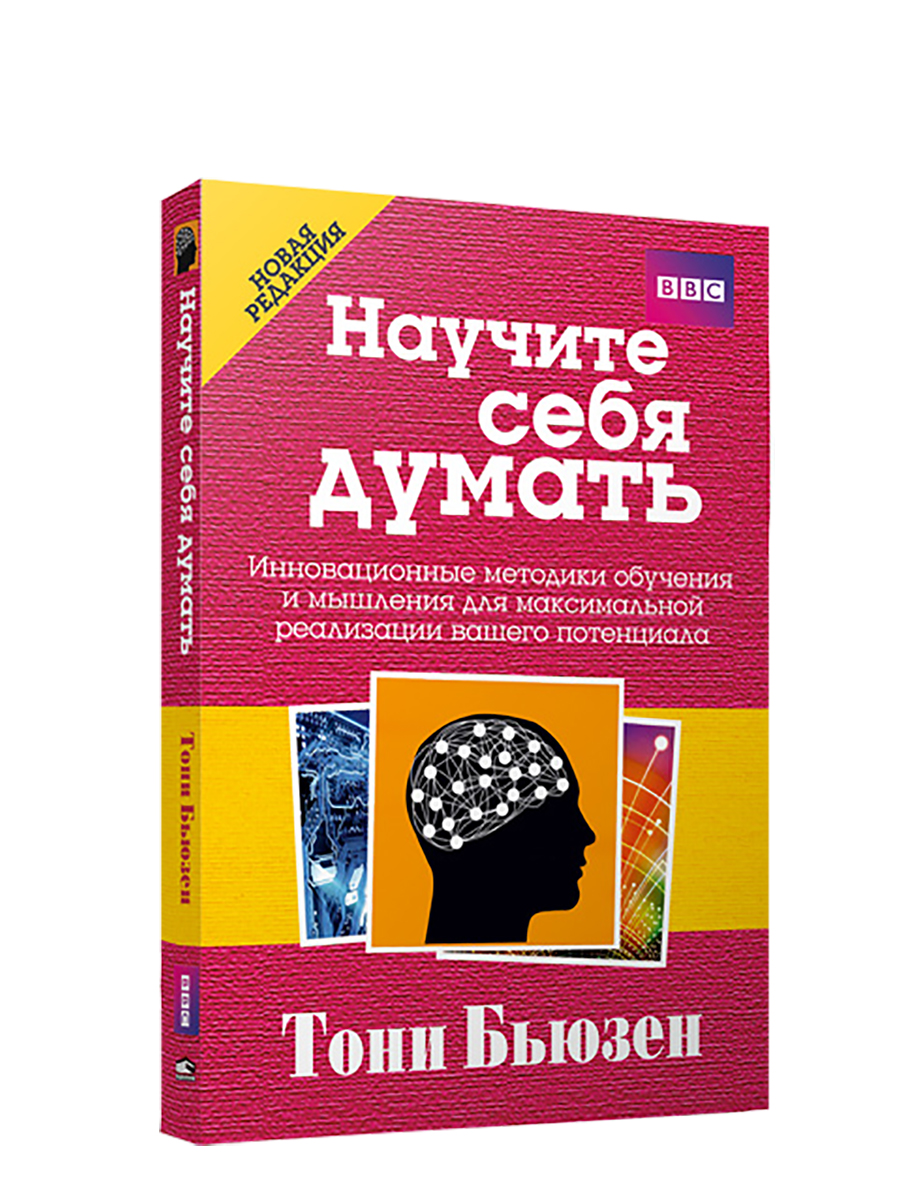 НОВАЯ
РЕДАКЦИЯ
BBC
Научите
себя
думать
Инновационные методики обучения
и мышления для максимальной
реализации вашего потенциала
Тони Бьюзен
Научите себя думать
Тони Бьюзен
BBC